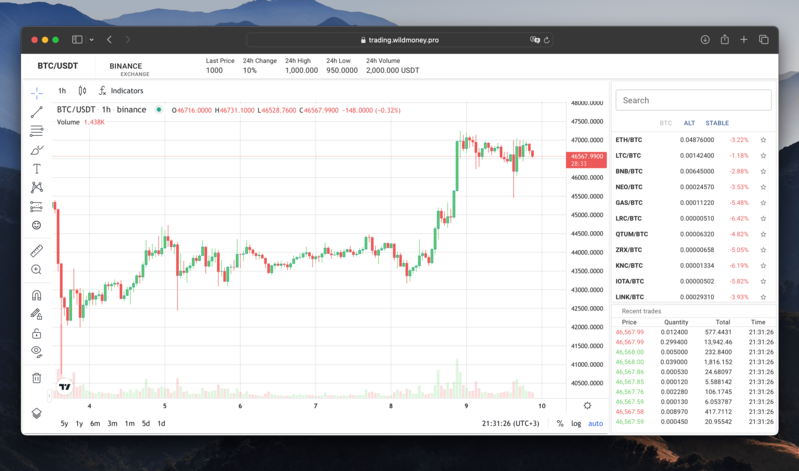 trading.wildmoney.pro
BTC/USDT
BINANCE
EXCHANGE
Last Price 24h Change 24h High 24h Low 24h Volume
1000 10% 1,000.000 950.0000 2,000.000 USDT
1h Indicators
BTC/USDT · 1h · binance O46716.0000 H46731.1000 L46528.7600 C46567.9900 −148.0000 (−0.32%)
Volume 1.438K
48000.0000
47000.0000
46567.9900
28:33
46000.0000
45500.0000
45000.0000
44500.0000
44000.0000
43500.0000
43000.0000
42500.0000
42000.0000
41500.0000
41000.0000
40500.0000
4 5 6 7 8 9 10
5y 1y 6m 3m 1m 5d 1d
21:31:26 (UTC+3) % log auto
Search
BTC ALT STABLE
ETH/BTC 0.04876000 -3.22%
LTC/BTC 0.00142400 -1.18%
BNB/BTC 0.00645000 -2.88%
NEO/BTC 0.00024570 -3.53%
GAS/BTC 0.00011220 -5.48%
LRC/BTC 0.00000510 -6.42%
QTUM/BTC 0.00006320 -4.82%
ZRX/BTC 0.00000658 -5.05%
KNC/BTC 0.00001334 -6.19%
IOTA/BTC 0.00000502 -5.82%
LINK/BTC 0.00029310 -3.93%
Recent trades
Price Quantity Total Time
46,567.99 0.012400 577.4431 21:31:26
46,567.99 0.299400 13,942.46 21:31:26
46,568.00 0.005000 232.8400 21:31:26
46,568.00 0.039000 1,816.152 21:31:26
46,567.86 0.000530 24.68097 21:31:26
46,567.85 0.000120 5.588142 21:31:26
46,567.76 0.002280 106.1745 21:31:26
46,567.59 0.000130 6.053787 21:31:26
46,567.58 0.008970 417.7112 21:31:26
46,567.59 0.000450 20.95542 21:31:26